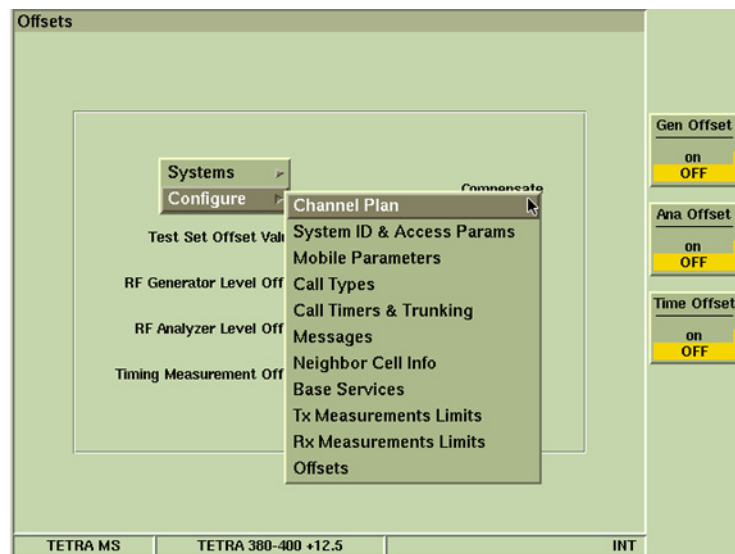 Offsets
Systems
Configure
Compensate
Channel Plan
System ID & Access Params
Mobile Parameters
Call Types
Call Timers & Trunking
Messages
Neighbor Cell Info
Base Services
Tx Measurements Limits
Rx Measurements Limits
Offsets
Test Set Offset
RF Generator Level Off
RF Analyzer Level Off
Timing Measurement Off
Gen Offset
on
OFF
Ana Offset
on
OFF
Time Offset
on
OFF
TETRA MS
TETRA 380-400 +12.5
INT